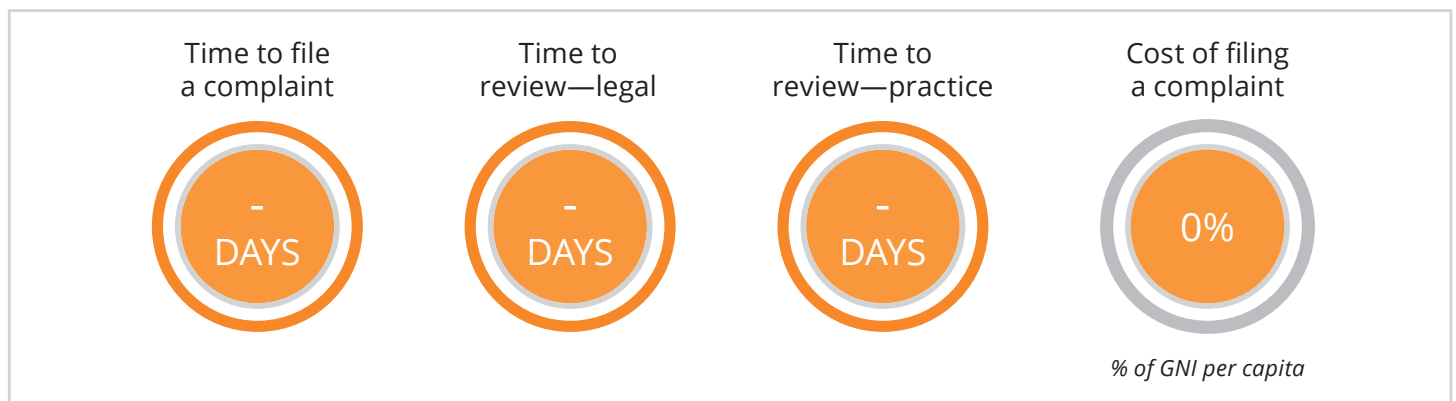 Time to file
a complaint
-
DAYS
Time to
review—legal
-
DAYS
Time to
review—practice
-
DAYS
Cost of filing
a complaint
0%
% of GNI per capita